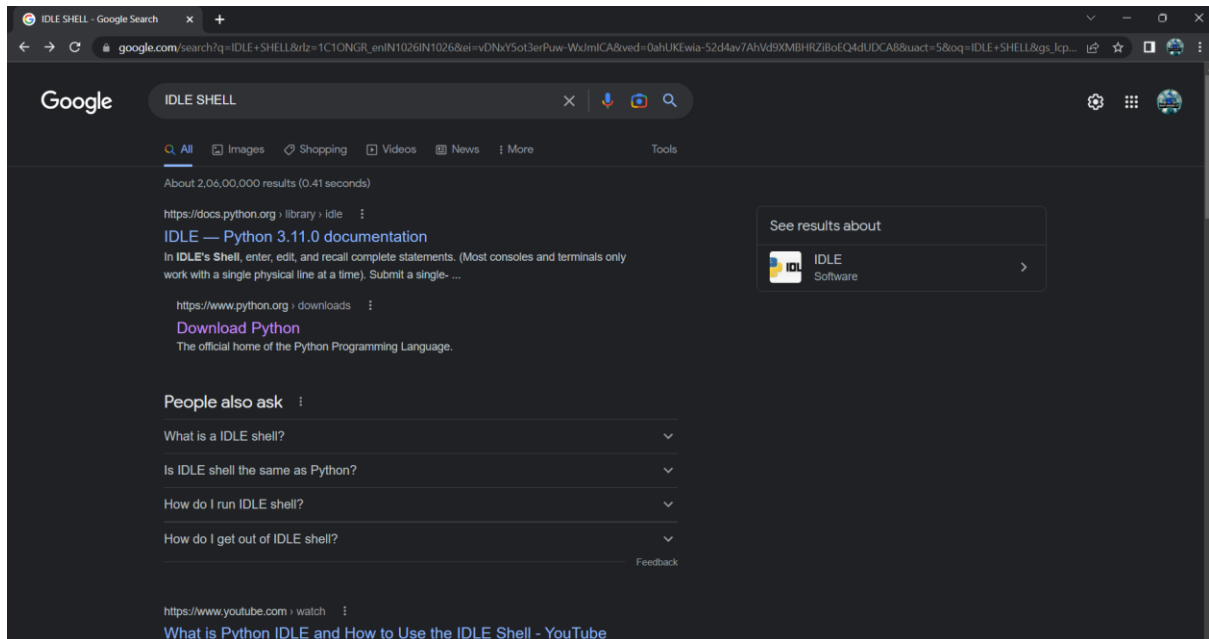 IDLE SHELL - Google Search
google.com/search?q=IDLE+SHELL&rlz=1C1ONGR_enIN1026IN1026&ei=vDNxY5ot3erPuw-WxJmICA&ved=0ahUKEwia-52d4av7AhVd9XMBHRZiBoEQ4dUDCA8&uact=5&oq=IDLE+SHELL&gs_lcp...
Google
IDLE SHELL
All Images Shopping Videos News More Tools
About 2,06,00,000 results (0.41 seconds)
https://docs.python.org › library › idle
IDLE — Python 3.11.0 documentation
In IDLE's Shell, enter, edit, and recall complete statements. (Most consoles and terminals only
work with a single physical line at a time). Submit a single- ...
https://www.python.org › downloads
Download Python
The official home of the Python Programming Language.
See results about
IDL
IDLE
Software
People also ask
What is a IDLE shell?
Is IDLE shell the same as Python?
How do I run IDLE shell?
How do I get out of IDLE shell?
Feedback
https://www.youtube.com › watch
What is Python IDLE and How to Use the IDLE Shell - YouTube